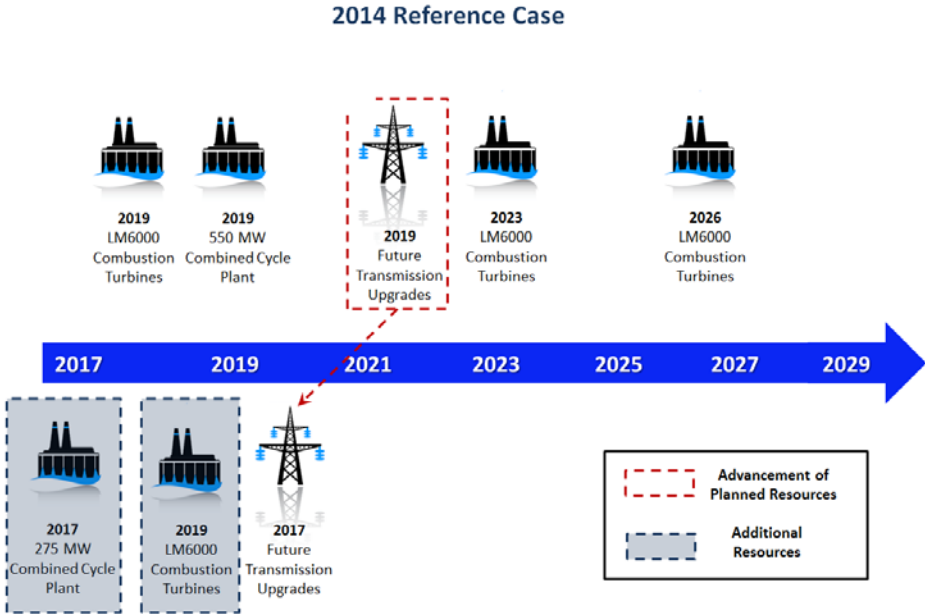 2014 Reference Case
2019
LM6000
Combustion
Turbines
2019
550 MW
Combined Cycle
Plant
2019
Future
Transmission
Upgrades
2023
LM6000
Combustion
Turbines
2026
LM6000
Combustion
Turbines
2017 2019 2021 2023 2025 2027 2029
2017
275 MW
Combined Cycle
Plant
2019
LM6000
Combustion
Turbines
2017
Future
Transmission
Upgrades
Advancement of
Planned Resources
Additional
Resources